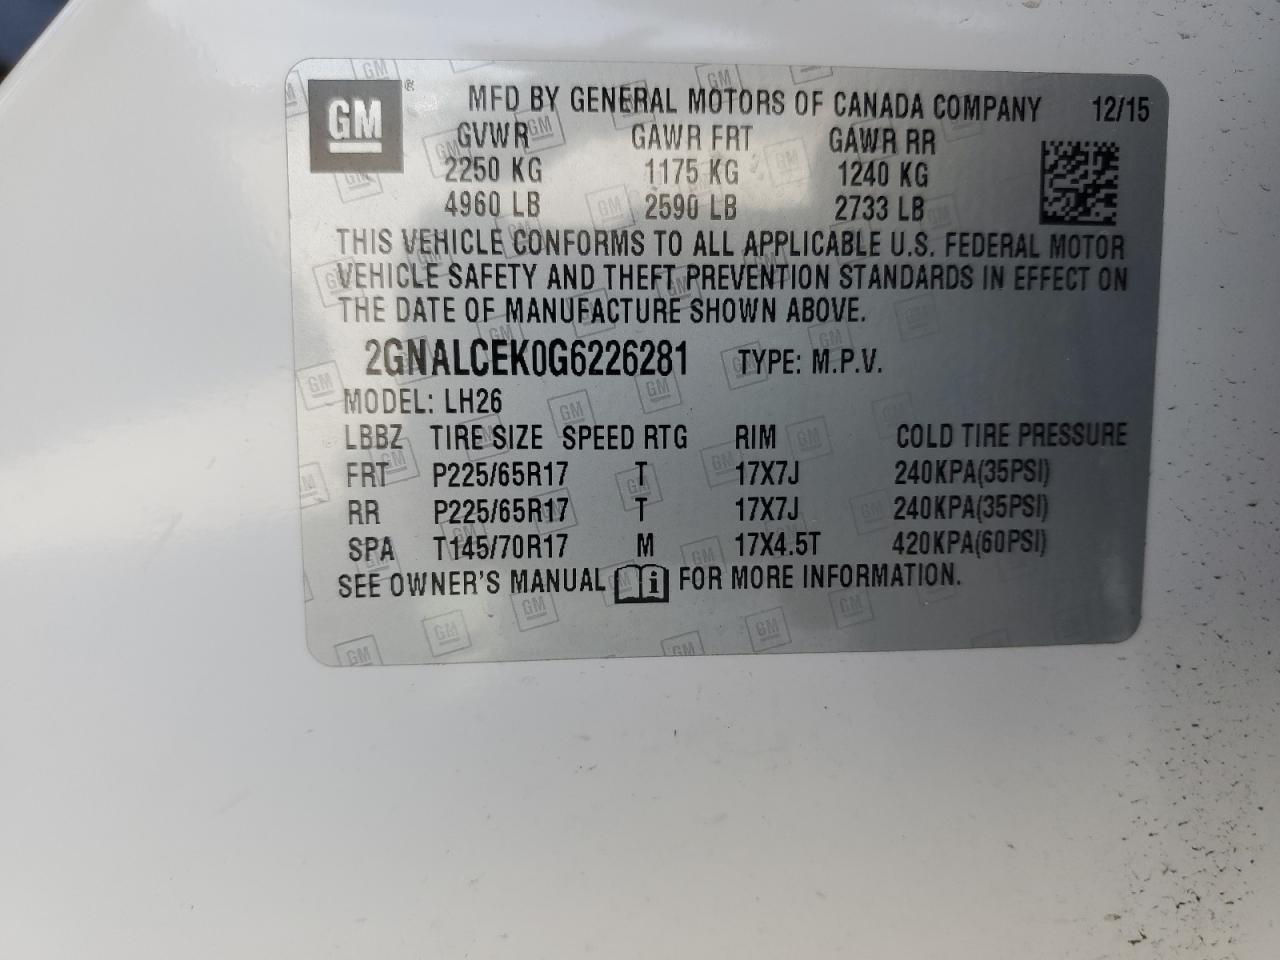 GM ® MFD BY GENERAL MOTORS OF CANADA COMPANY 12/15
GVWR GAWR FRT GAWR RR
2250 KG 1175 KG 1240 KG
4960 LB 2590 LB 2733 LB
THIS VEHICLE CONFORMS TO ALL APPLICABLE U.S. FEDERAL MOTOR
VEHICLE SAFETY AND THEFT PREVENTION STANDARDS IN EFFECT ON
THE DATE OF MANUFACTURE SHOWN ABOVE.
2GNALCEK0G6226281 TYPE: M.P.V.
MODEL: LH26
LBBZ TIRE SIZE SPEED RTG RIM COLD TIRE PRESSURE
FRT P225/65R17 T 17X7J 240KPA(35PSI)
RR P225/65R17 T 17X7J 240KPA(35PSI)
SPA T145/70R17 M 17X4.5T 420KPA(60PSI)
SEE OWNER'S MANUAL i FOR MORE INFORMATION.